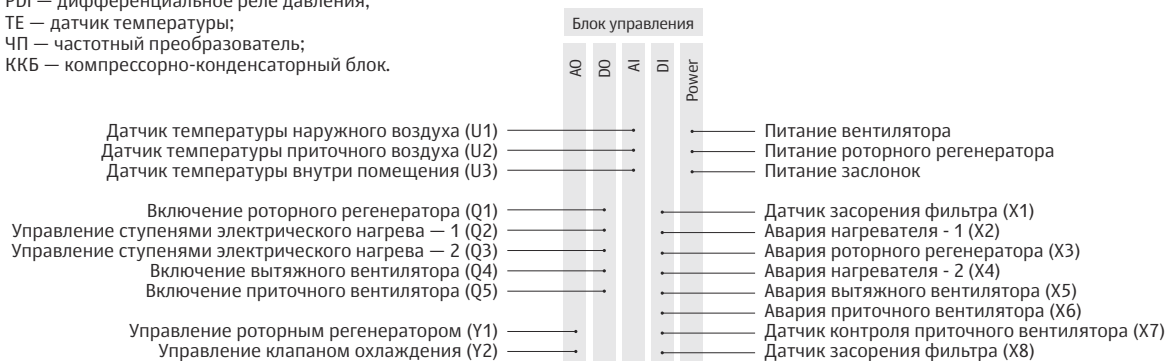 PDI — дифференциальное реле давления;
TE — датчик температуры;
ЧП — частотный преобразователь;
ККБ — компрессорно-конденсаторный блок.
Блок управления
AO DO AI DI Power
Датчик температуры наружного воздуха (U1)
Питание вентилятора
Датчик температуры приточного воздуха (U2)
Питание роторного регенератора
Датчик температуры внутри помещения (U3)
Питание заслонок
Включение роторного регенератора (Q1)
Датчик засорения фильтра (X1)
Управление ступенями электрического нагрева — 1 (Q2)
Авария нагревателя - 1 (X2)
Управление ступенями электрического нагрева — 2 (Q3)
Авария роторного регенератора (X3)
Включение вытяжного вентилятора (Q4)
Авария нагревателя - 2 (X4)
Включение приточного вентилятора (Q5)
Авария вытяжного вентилятора (X5)
Авария приточного вентилятора (X6)
Управление роторным регенератором (Y1)
Датчик контроля приточного вентилятора (X7)
Управление клапаном охлаждения (Y2)
Датчик засорения фильтра (X8)